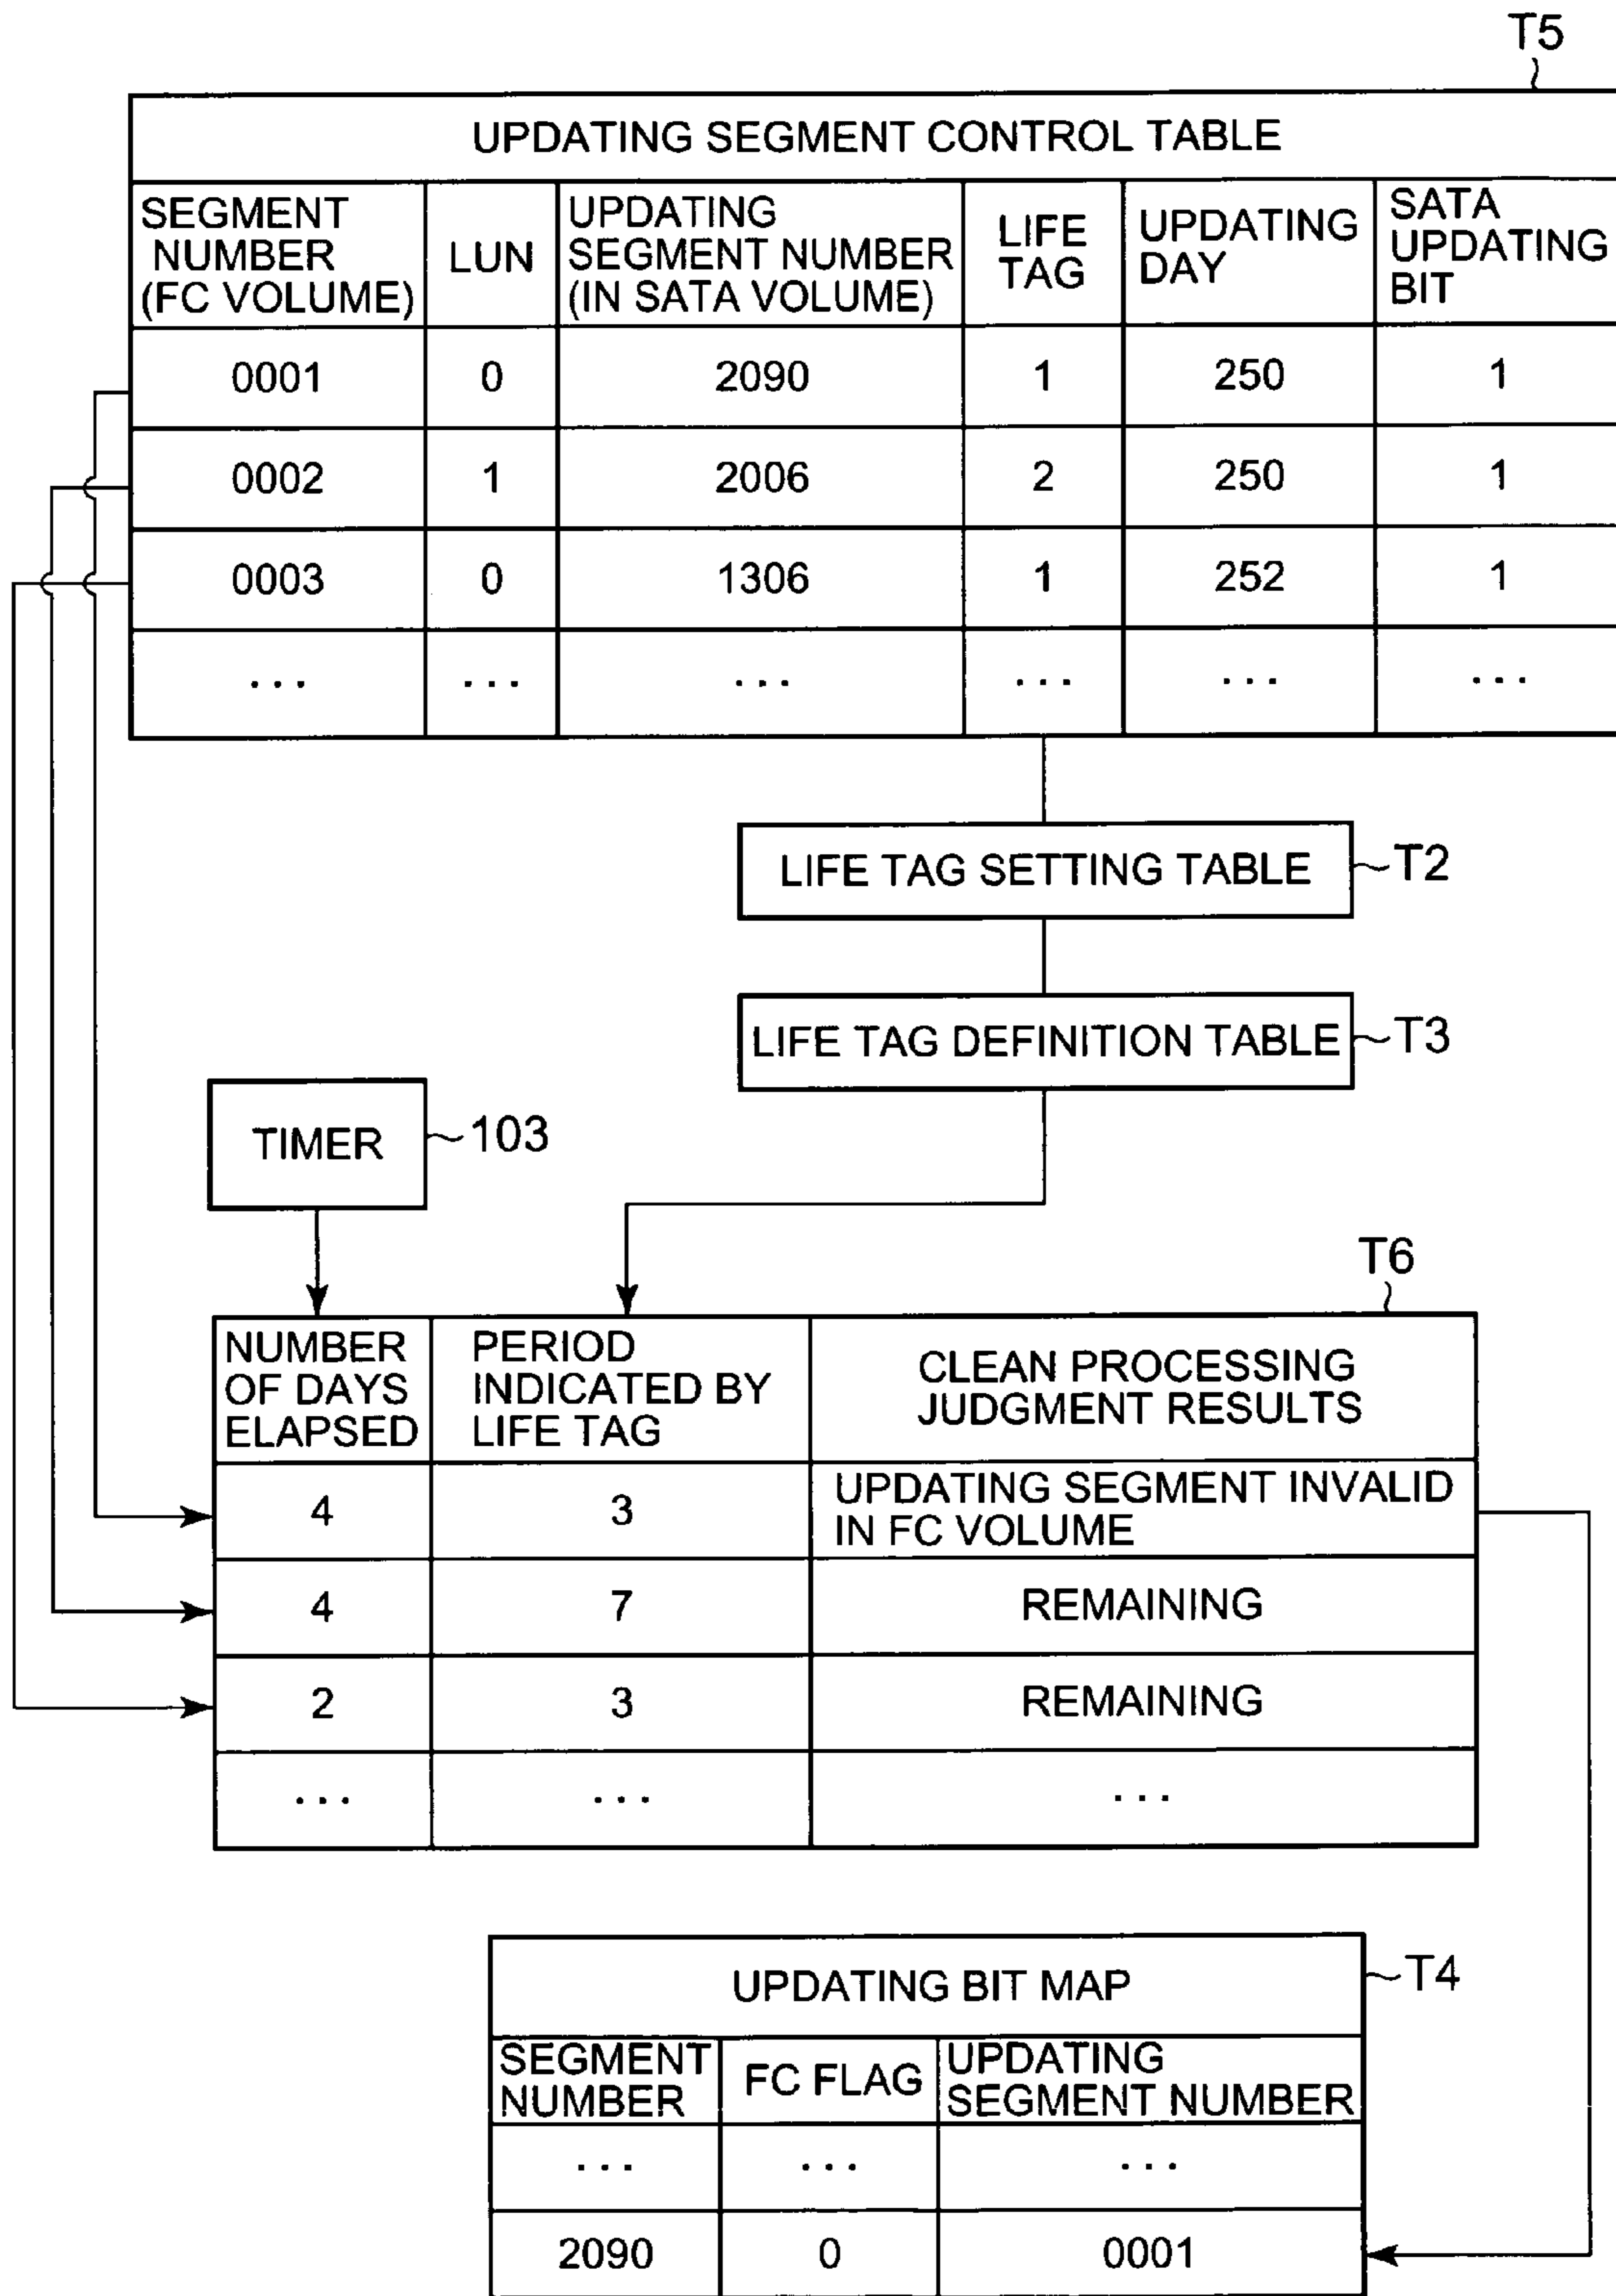 T5
UPDATING SEGMENT CONTROL TABLE
SEGMENT
NUMBER
(FC VOLUME)
LUN
UPDATING
SEGMENT NUMBER
(IN SATA VOLUME)
LIFE
TAG
UPDATING
DAY
SATA
UPDATING
BIT
0001 0 2090 1 250 1
0002 1 2006 2 250 1
0003 0 1306 1 252 1
... ... ... ... ... ...
LIFE TAG SETTING TABLE T2
LIFE TAG DEFINITION TABLE T3
TIMER 103
T6
NUMBER
OF DAYS
ELAPSED
PERIOD
INDICATED BY
LIFE TAG
CLEAN PROCESSING
JUDGMENT RESULTS
4 3
UPDATING SEGMENT INVALID
IN FC VOLUME
4 7 REMAINING
2 3 REMAINING
... ... ...
UPDATING BIT MAP T4
SEGMENT
NUMBER
FC FLAG
UPDATING
SEGMENT NUMBER
... ... ...
2090 0 0001